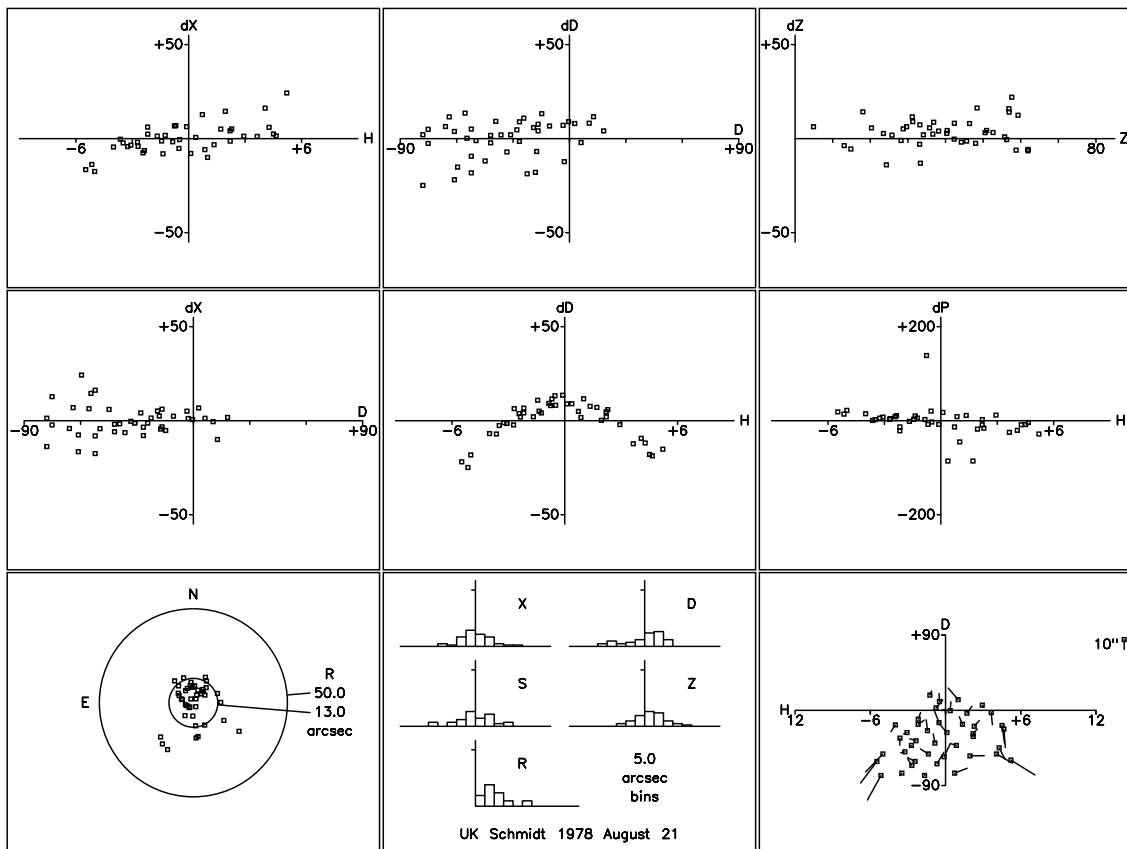 dX
+50
H
-6
+6
-50
dD
+50
D
-90
+90
-50
dZ
+50
Z
80
-50
dX
+50
D
-90
+90
-50
dD
+50
H
-6
+6
-50
dP
+200
H
-6
+6
-200
N
E
R
50.0
13.0
arcsec
X
D
S
Z
R
5.0
arcsec
bins
UK Schmidt 1978 August 21
D
+90
10"
H
12
-6
+6
12
-90